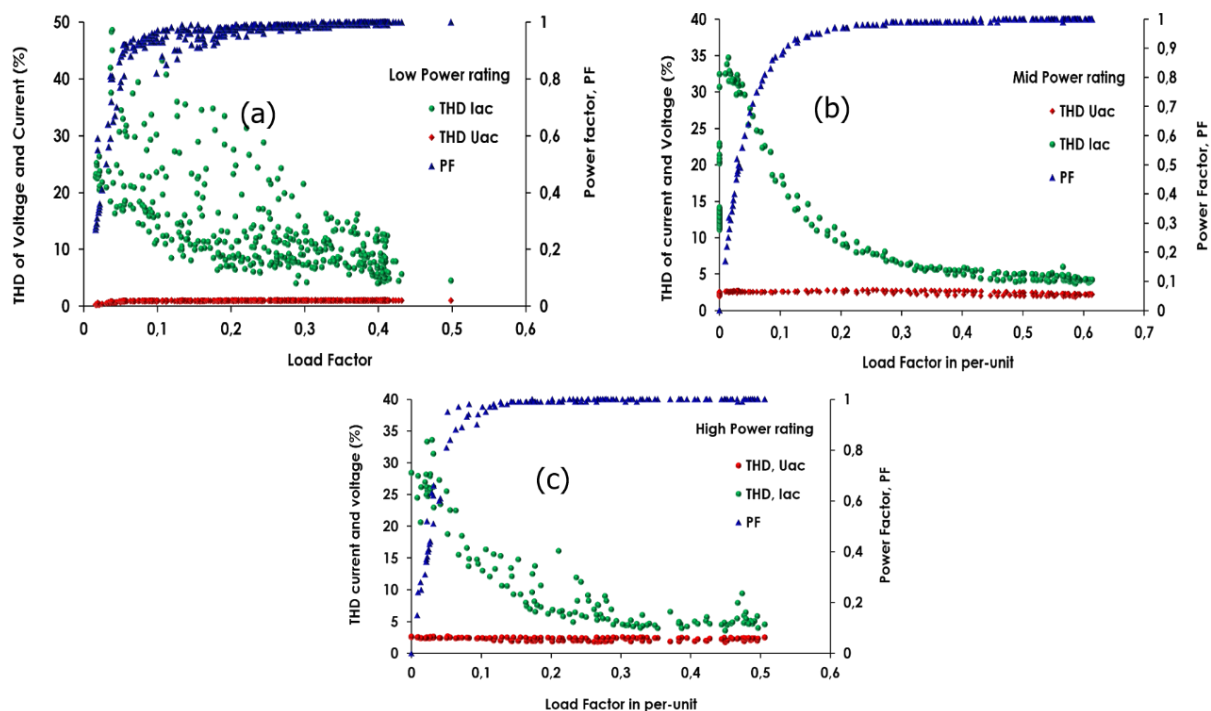 THD of Voltage and Current (%)
50
40
30
20
10
0
0
0,1
0,2
0,3
0,4
0,5
0,6
Load Factor
1
0,8
0,6
0,4
0,2
0
Power factor, PF
Low Power rating
THD Iac
THD Uac
PF
(a)
THD of current and Voltage (%)
40
35
30
25
20
15
10
5
0
0
0,1
0,2
0,3
0,4
0,5
0,6
0,7
Load Factor in per-unit
1
0,9
0,8
0,7
0,6
0,5
0,4
0,3
0,2
0,1
0
Power Factor, PF
Mid Power rating
THD Uac
THD Iac
PF
(b)
THD current and voltage (%)
40
35
30
25
20
15
10
5
0
0
0,1
0,2
0,3
0,4
0,5
0,6
Load Factor in per-unit
1
0,8
0,6
0,4
0,2
0
Power Factor, PF
High Power rating
THD, Uac
THD, Iac
PF
(c)